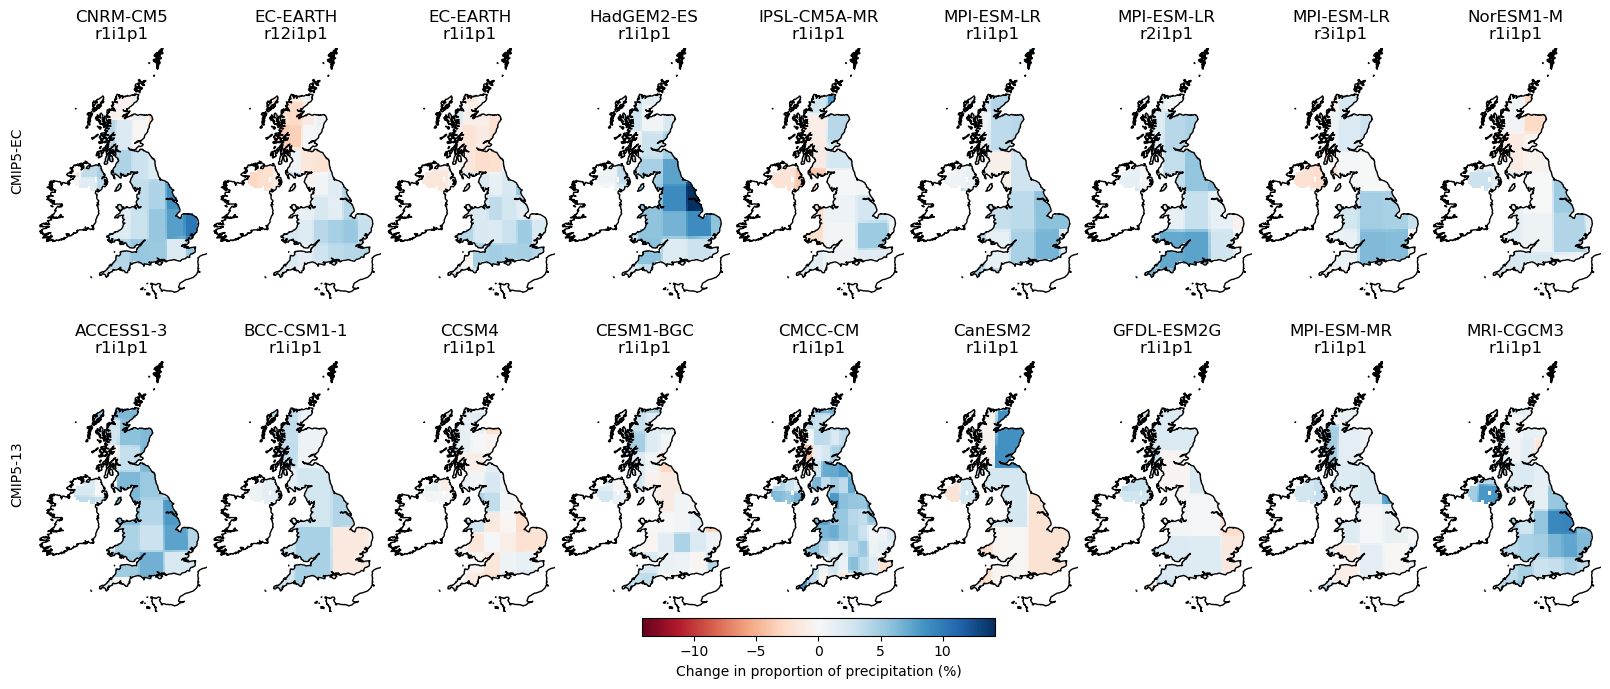 CNRM-CM5 EC-EARTH EC-EARTH HadGEM2-ES IPSL-CM5A-MR MPI-ESM-LR MPI-ESM-LR MPI-ESM-LR NorESM1-M
r1i1p1 r12i1p1 r1i1p1 r1i1p1 r1i1p1 r1i1p1 r2i1p1 r3i1p1 r1i1p1
CMIP5-EC
ACCESS1-3 BCC-CSM1-1 CCSM4 CESM1-BGC CMCC-CM CanESM2 GFDL-ESM2G MPI-ESM-MR MRI-CGCM3
r1i1p1 r1i1p1 r1i1p1 r1i1p1 r1i1p1 r1i1p1 r1i1p1 r1i1p1 r1i1p1
CMIP5-13
−10 −5 0 5 10
Change in proportion of precipitation (%)